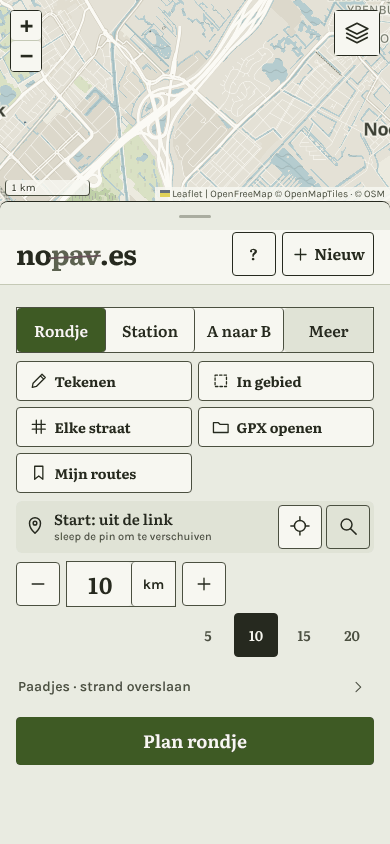 +
−
1 km
Leaflet | OpenFreeMap © OpenMapTiles · © OSM
nopav.es
?
+ Nieuw
Rondje
Station
A naar B
Meer
Tekenen
In gebied
Elke straat
GPX openen
Mijn routes
Start: uit de link
sleep de pin om te verschuiven
−
10
km
+
5
10
15
20
Paadjes · strand overslaan
Plan rondje